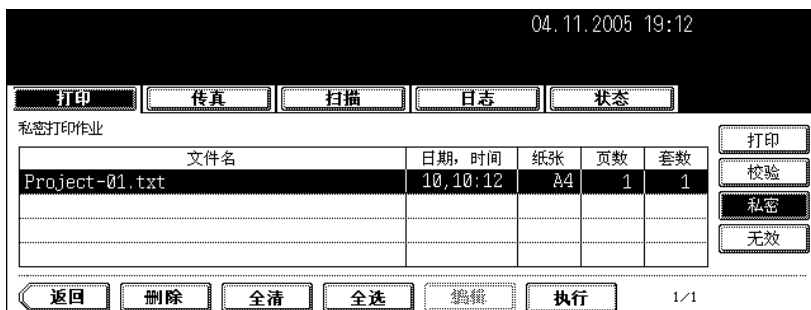 04.11.2005 19:12
打印 传真 扫描 日志 状态
私密打印作业
文件名 日期, 时间 纸张 页数 套数
Project-01.txt 10,10:12 A4 1 1
打印
校验
私密
无效
返回 删除 全清 全选 编辑 执行 1/1